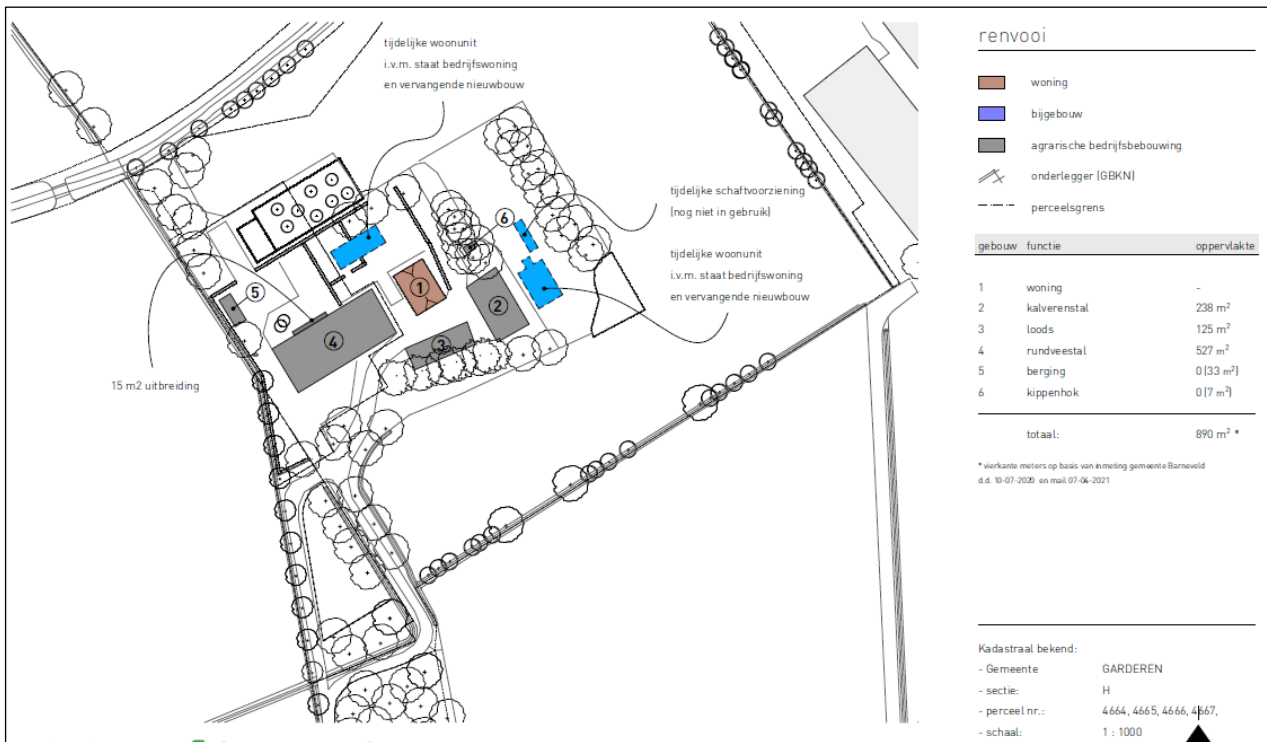 tijdelijke woonunit
i.v.m. staat bedrijfswoning
en vervangende nieuwbouw
tijdelijke schaftvoorziening
(nog niet in gebruik)
tijdelijke woonunit
i.v.m. staat bedrijfswoning
en vervangende nieuwbouw
15 m2 uitbreiding
1
2
3
4
5
6
renvooi
woning
bijgebouw
agrarische bedrijfsbebouwing
onderlegger (GBKN)
perceelsgrens
gebouw functie oppervlakte
1 woning -
2 kalverenstal 238 m²
3 loods 125 m²
4 rundveestal 527 m²
5 berging 0 (33 m²)
6 kippenhok 0 (7 m²)
totaal: 890 m² *
* vierkante meters op basis van inmeting gemeente Barneveld
d.d. 10-07-2020 en mail 07-04-2021
Kadastraal bekend:
- Gemeente GARDEREN
- sectie: H
- perceel nr.: 4664, 4665, 4666, 4667,
- schaal: 1 : 1000